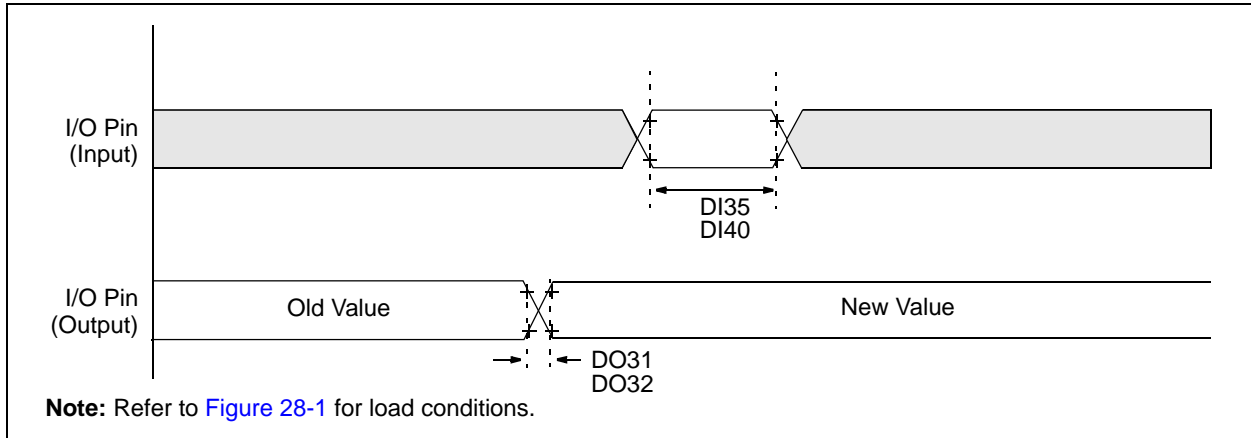 I/O Pin
(Input)
DI35
DI40
I/O Pin
(Output)
Old Value
New Value
DO31
DO32
Note: Refer to Figure 28-1 for load conditions.